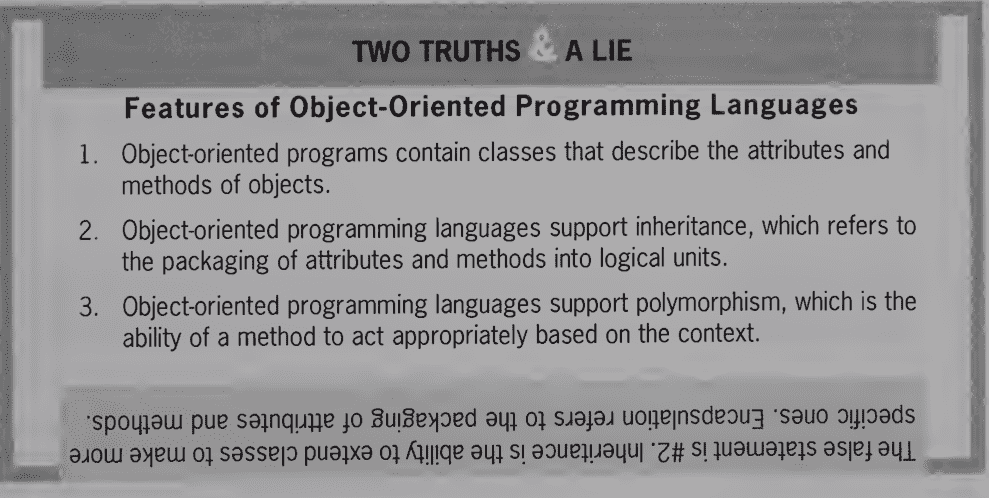 TWO TRUTHS & A LIE
Features of Object-Oriented Programming Languages
1. Object-oriented programs contain classes that describe the attributes and
methods of objects.
2. Object-oriented programming languages support inheritance, which refers to
the packaging of attributes and methods into logical units.
3. Object-oriented programming languages support polymorphism, which is the
ability of a method to act appropriately based on the context.
The false statement is #2. Inheritance is the ability to extend classes to make more
specific ones. Encapsulation refers to the packaging of attributes and methods.